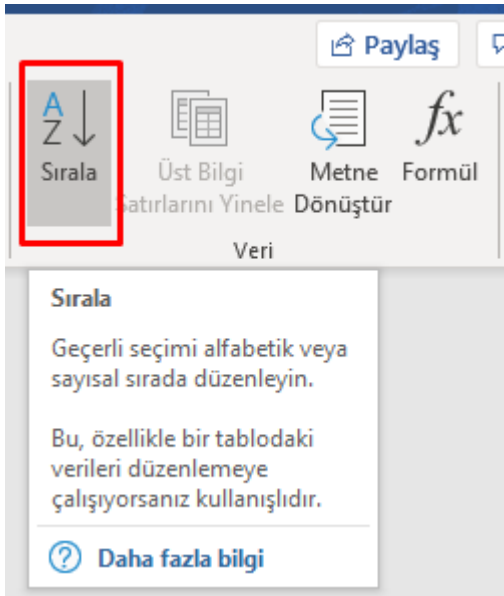 Paylaş
A
Z
fx
Sırala
Üst Bilgi
Satırlarını Yinele
Metne
Dönüştür
Formül
Veri
Sırala
Geçerli seçimi alfabetik veya
sayısal sırada düzenleyin.
Bu, özellikle bir tablodaki
verileri düzenlemeye
çalışıyorsanız kullanışlıdır.
? Daha fazla bilgi